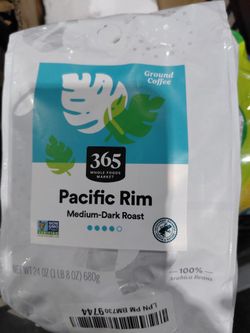 Ground
Coffee
365
WHOLE FOODS
MARKET
Pacific Rim
Medium-Dark Roast
NET WT 24 OZ (1 LB 8 OZ) 680g
100%
Arabica Beans